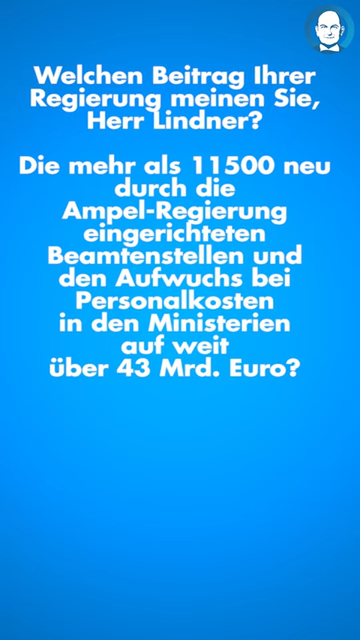 Welchen Beitrag Ihrer
Regierung meinen Sie,
Herr Lindner?
Die mehr als 11500 neu
durch die
Ampel-Regierung
eingerichteten
Beamtenstellen und
den Aufwuchs bei
Personalkosten
in den Ministerien
auf weit
über 43 Mrd. Euro?